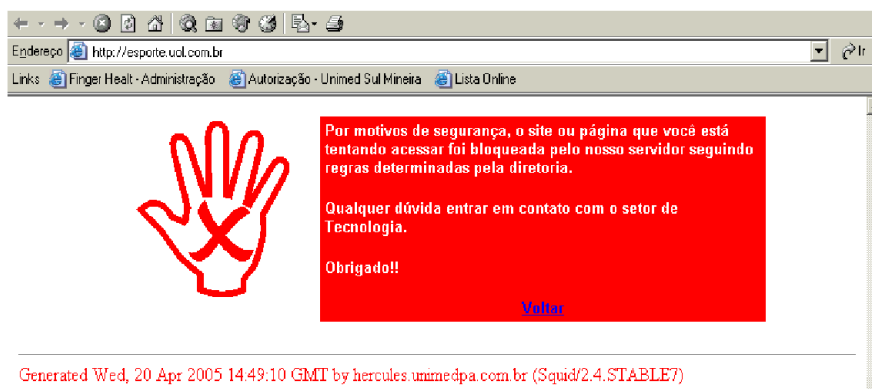 Endereço http://esporte.uol.com.br Ir
Links Finger Healt - Administração Autorização - Unimed Sul Mineira Lista Online
Por motivos de segurança, o site ou página que você está
tentando acessar foi bloqueada pelo nosso servidor seguindo
regras determinadas pela diretoria.
Qualquer dúvida entrar em contato com o setor de
Tecnologia.
Obrigado!!
Voltar
Generated Wed, 20 Apr 2005 14:49:10 GMT by hercules.unimedpa.com.br (Squid/2.4.STABLE7)